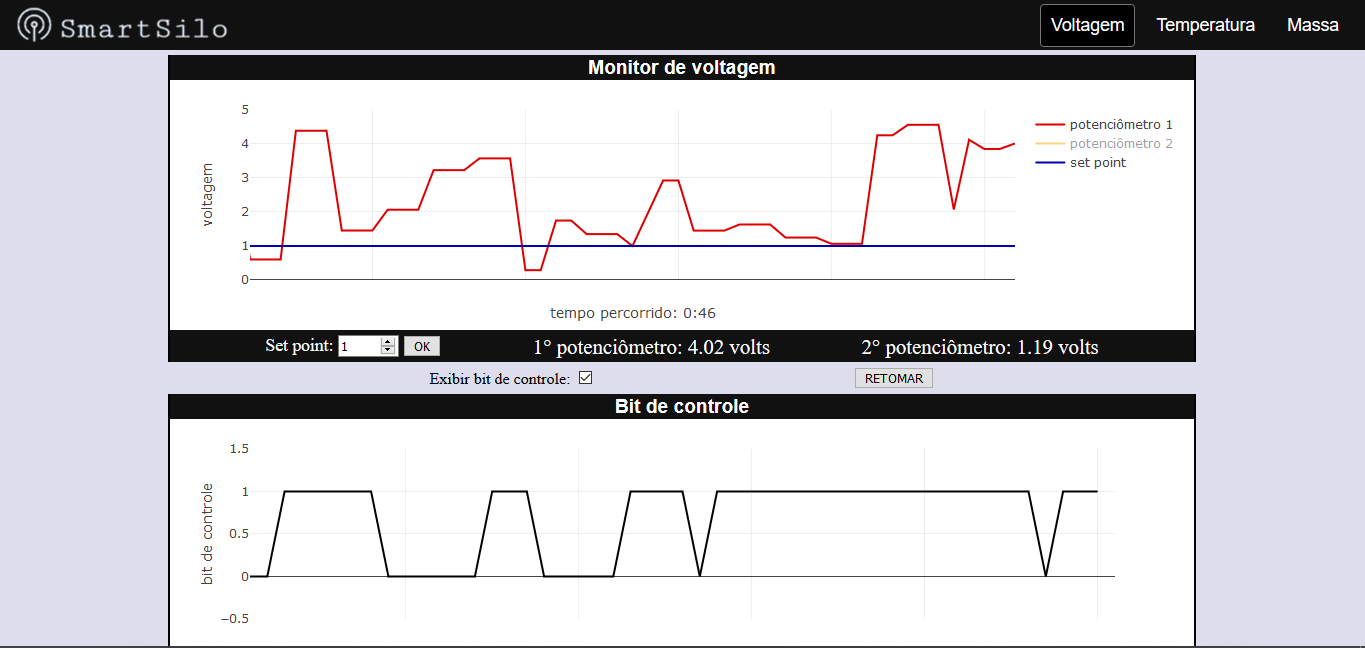 SmartSilo Voltagem Temperatura Massa
Monitor de voltagem
5
4
3
2
1
0
voltagem
potenciômetro 1
potenciômetro 2
set point
tempo percorrido: 0:46
Set point: 1 OK 1° potenciômetro: 4.02 volts 2° potenciômetro: 1.19 volts
Exibir bit de controle: RETOMAR
Bit de controle
1.5
1
0.5
0
−0.5
bit de controle